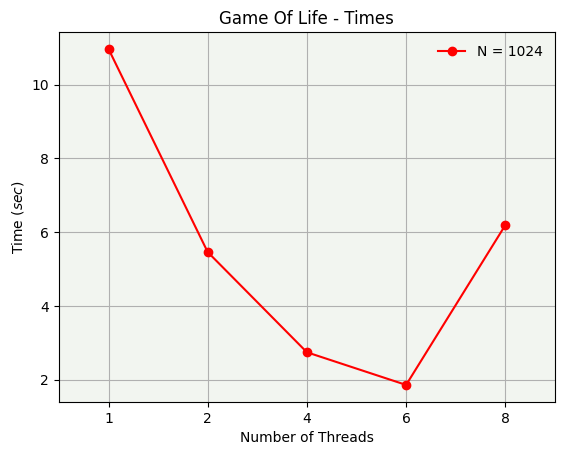 Game Of Life - Times
N = 1024
Time (sec)
10
8
6
4
2
1 2 4 6 8
Number of Threads